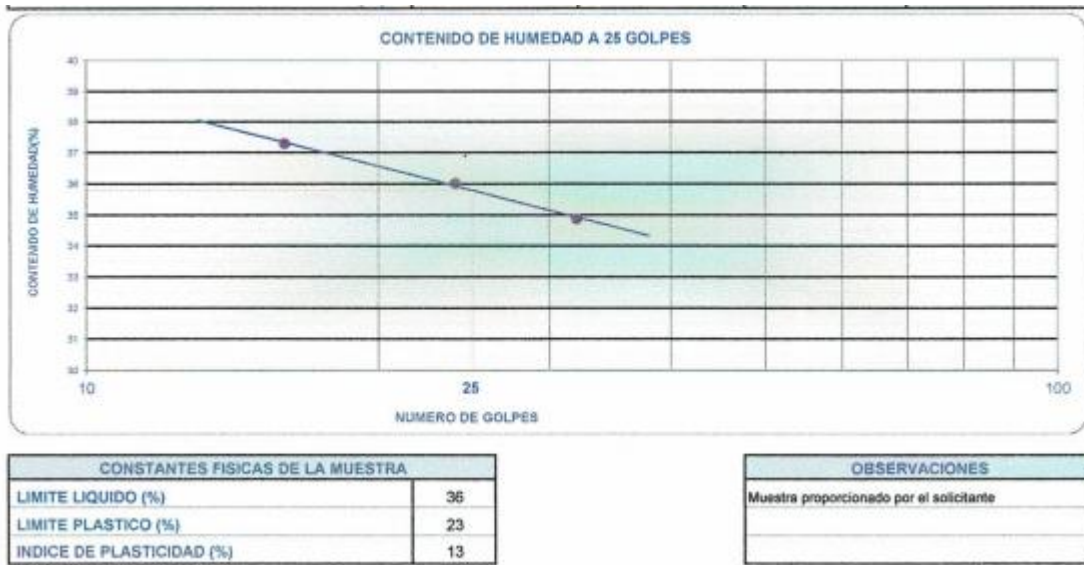 CONTENIDO DE HUMEDAD A 25 GOLPES
CONTENIDO DE HUMEDAD(%)
40
39
38
37
36
35
34
33
32
31
30
10 25 100
NUMERO DE GOLPES
CONSTANTES FISICAS DE LA MUESTRA
LIMITE LIQUIDO (%) 36
LIMITE PLASTICO (%) 23
INDICE DE PLASTICIDAD (%) 13
OBSERVACIONES
Muestra proporcionado por el solicitante